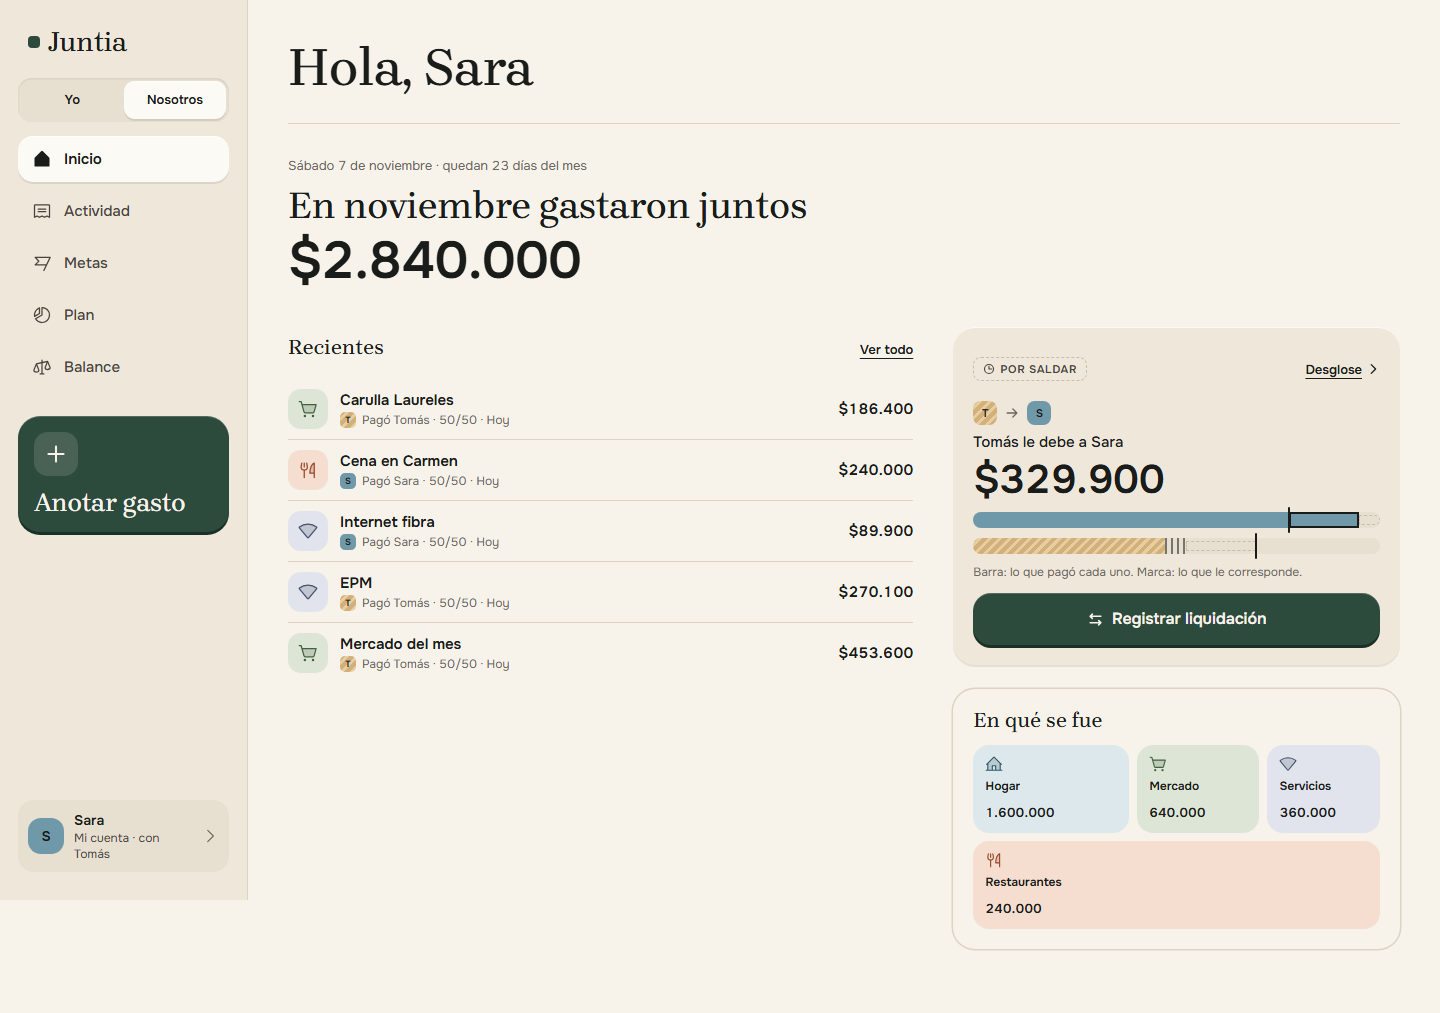 Juntia
Yo
Nosotros
Inicio
Actividad
Metas
Plan
Balance
Anotar gasto
S
Sara
Mi cuenta · con
Tomás
Hola, Sara
Sábado 7 de noviembre · quedan 23 días del mes
En noviembre gastaron juntos
$2.840.000
Recientes
Ver todo
Carulla Laureles
T Pagó Tomás · 50/50 · Hoy
$186.400
Cena en Carmen
S Pagó Sara · 50/50 · Hoy
$240.000
Internet fibra
S Pagó Sara · 50/50 · Hoy
$89.900
EPM
T Pagó Tomás · 50/50 · Hoy
$270.100
Mercado del mes
T Pagó Tomás · 50/50 · Hoy
$453.600
POR SALDAR
Desglose
T → S
Tomás le debe a Sara
$329.900
Barra: lo que pagó cada uno. Marca: lo que le corresponde.
Registrar liquidación
En qué se fue
Hogar
1.600.000
Mercado
640.000
Servicios
360.000
Restaurantes
240.000